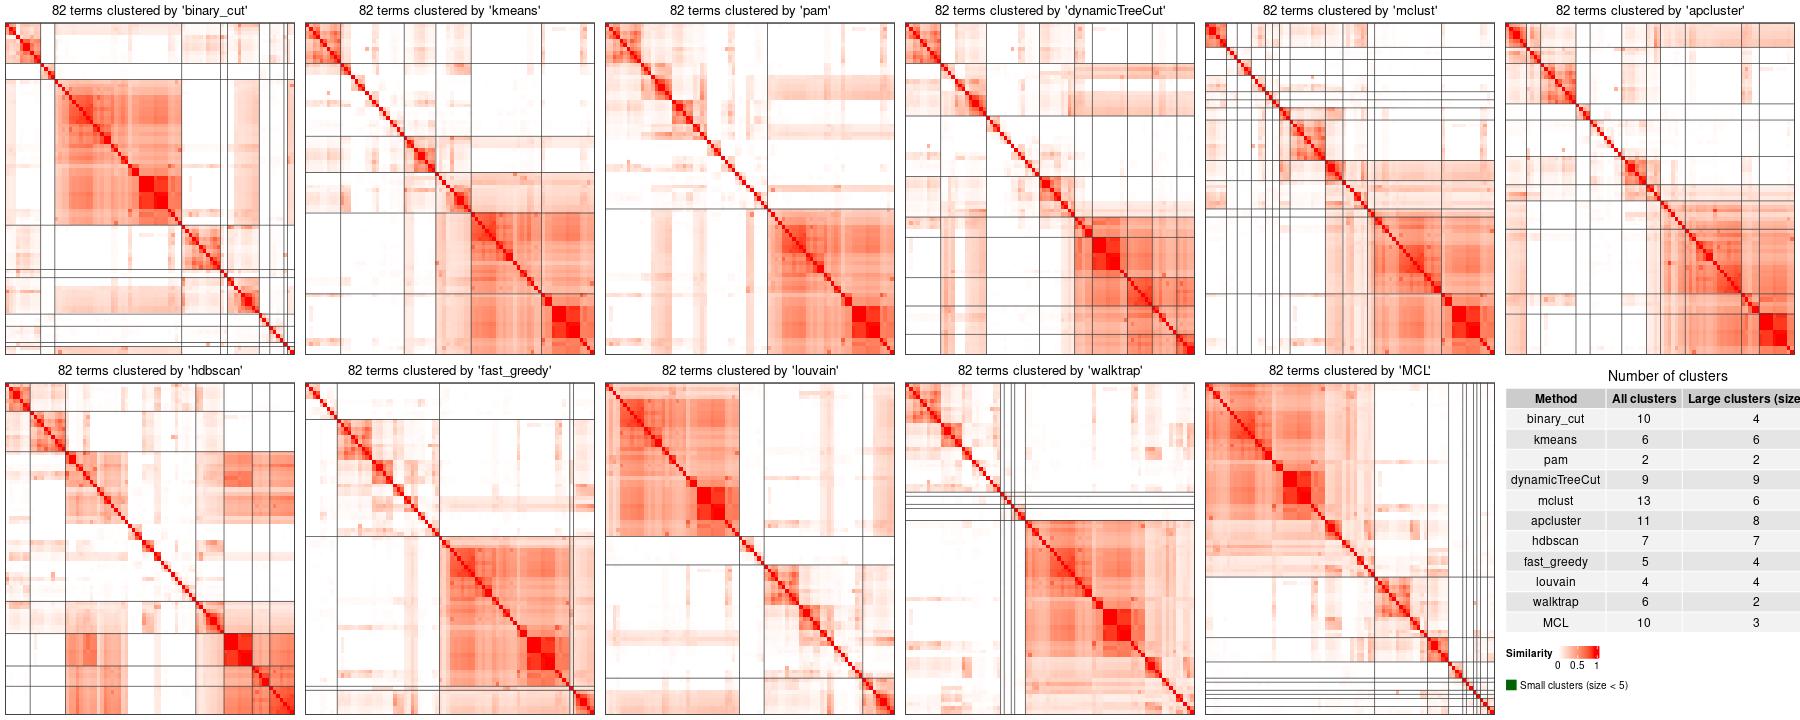 82 terms clustered by 'binary_cut'
82 terms clustered by 'kmeans'
82 terms clustered by 'pam'
82 terms clustered by 'dynamicTreeCut'
82 terms clustered by 'mclust'
82 terms clustered by 'apcluster'
82 terms clustered by 'hdbscan'
82 terms clustered by 'fast_greedy'
82 terms clustered by 'louvain'
82 terms clustered by 'walktrap'
82 terms clustered by 'MCL'
Number of clusters
Method All clusters Large clusters (size
binary_cut 10 4
kmeans 6 6
pam 2 2
dynamicTreeCut 9 9
mclust 13 6
apcluster 11 8
hdbscan 7 7
fast_greedy 5 4
louvain 4 4
walktrap 6 2
MCL 10 3
Similarity
0 0.5 1
Small clusters (size < 5)